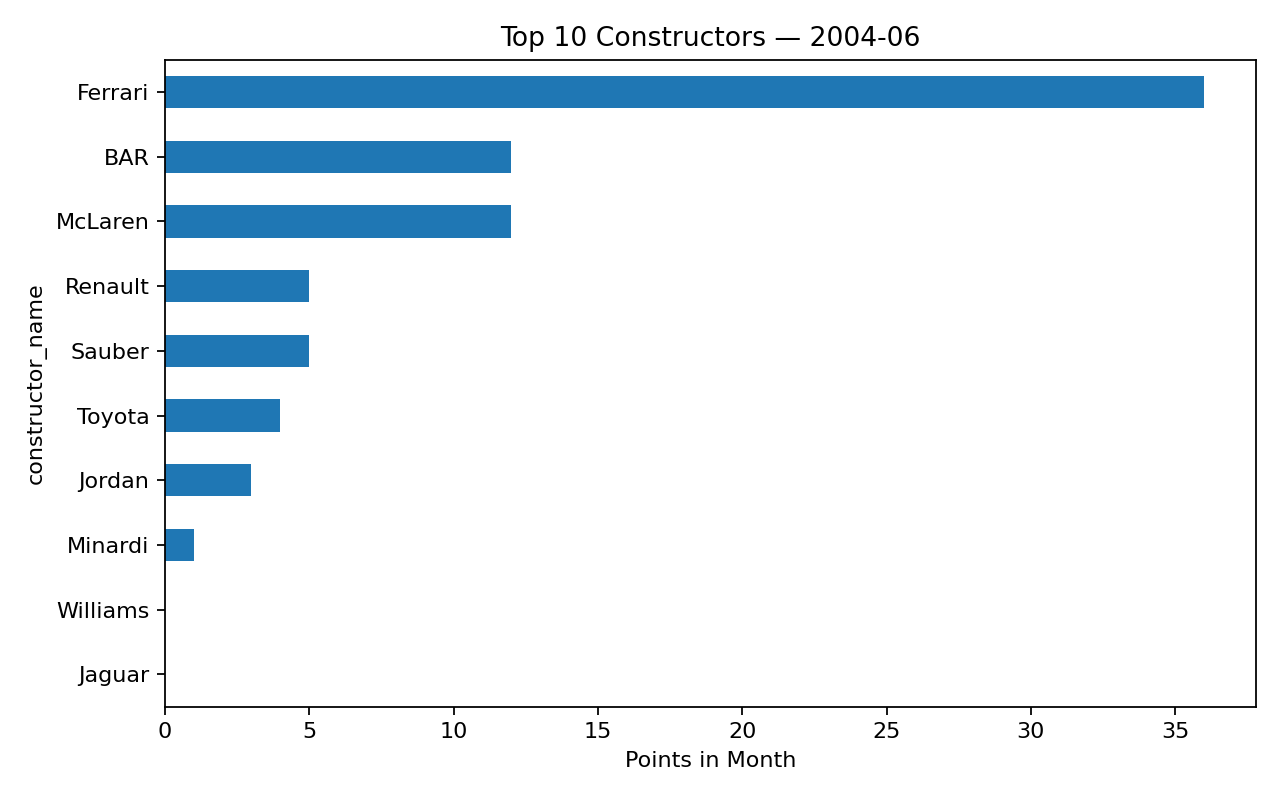 Top 10 Constructors — 2004-06
constructor_name
Ferrari
BAR
McLaren
Renault
Sauber
Toyota
Jordan
Minardi
Williams
Jaguar
0 5 10 15 20 25 30 35
Points in Month